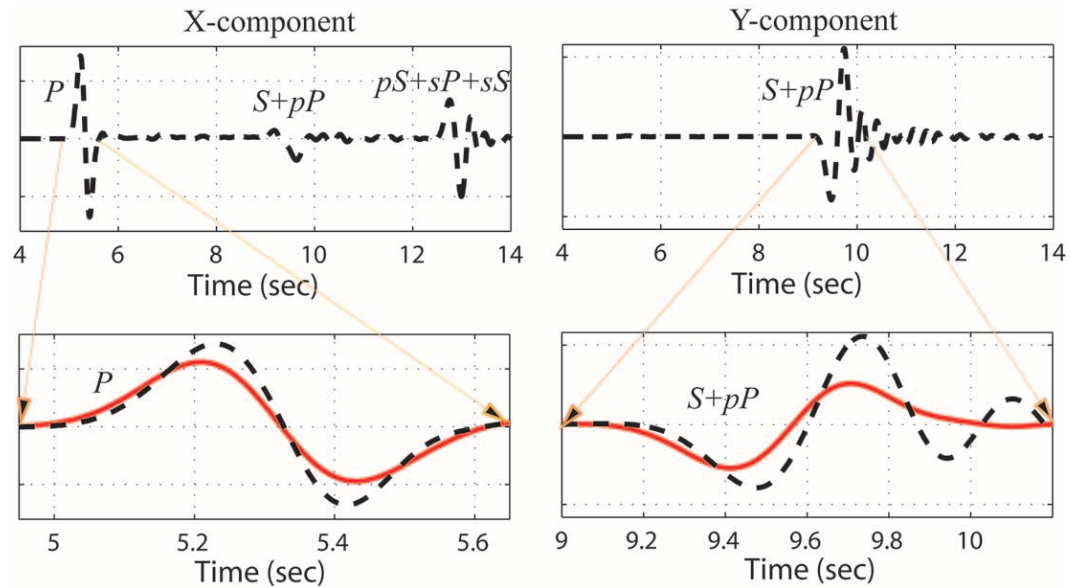 X-component
P
S+pP
pS+sP+sS
4 6 8 10 12 14
Time (sec)
Y-component
S+pP
4 6 8 10 12 14
Time (sec)
P
5 5.2 5.4 5.6
Time (sec)
S+pP
9 9.2 9.4 9.6 9.8 10
Time (sec)